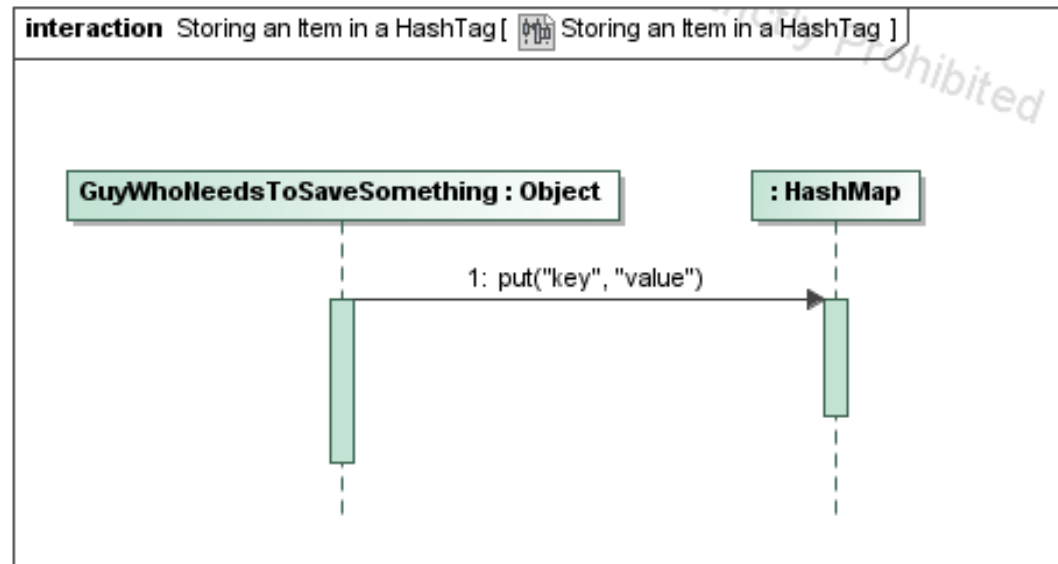 interaction Storing an Item in a HashTag[ Storing an Item in a HashTag ]
Prohibited
GuyWhoNeedsToSaveSomething : Object
: HashMap
1: put("key", "value")